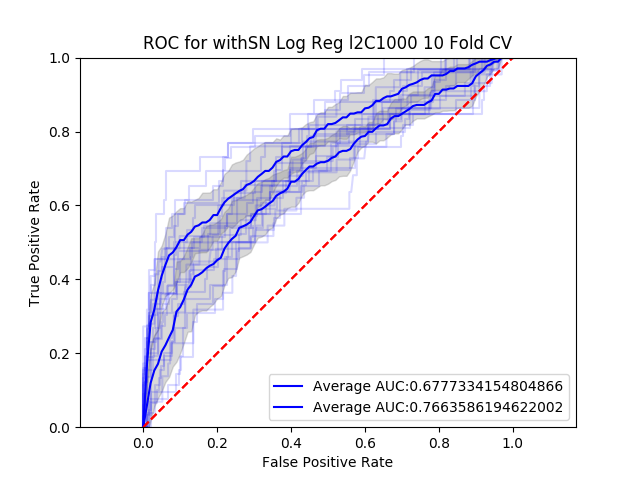 ROC for withSN Log Reg l2C1000 10 Fold CV
True Positive Rate
1.0
0.8
0.6
0.4
0.2
0.0
Average AUC:0.6777334154804866
Average AUC:0.7663586194622002
0.0 0.2 0.4 0.6 0.8 1.0
False Positive Rate